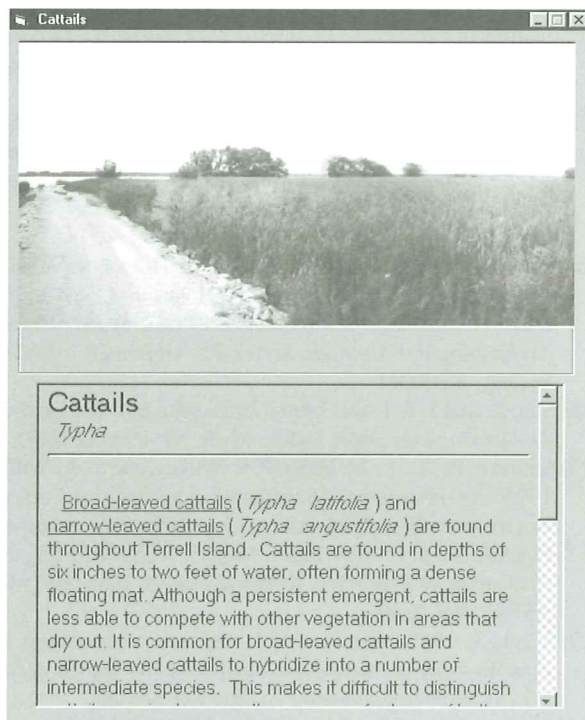 Cattails
Cattails
Typha
Broad-leaved cattails ( Typha latifolia ) and
narrow-leaved cattails ( Typha angustifolia ) are found
throughout Terrell Island. Cattails are found in depths of
six inches to two feet of water, often forming a dense
floating mat. Although a persistent emergent, cattails are
less able to compete with other vegetation in areas that
dry out. It is common for broad-leaved cattails and
narrow-leaved cattails to hybridize into a number of
intermediate species. This makes it difficult to distinguish